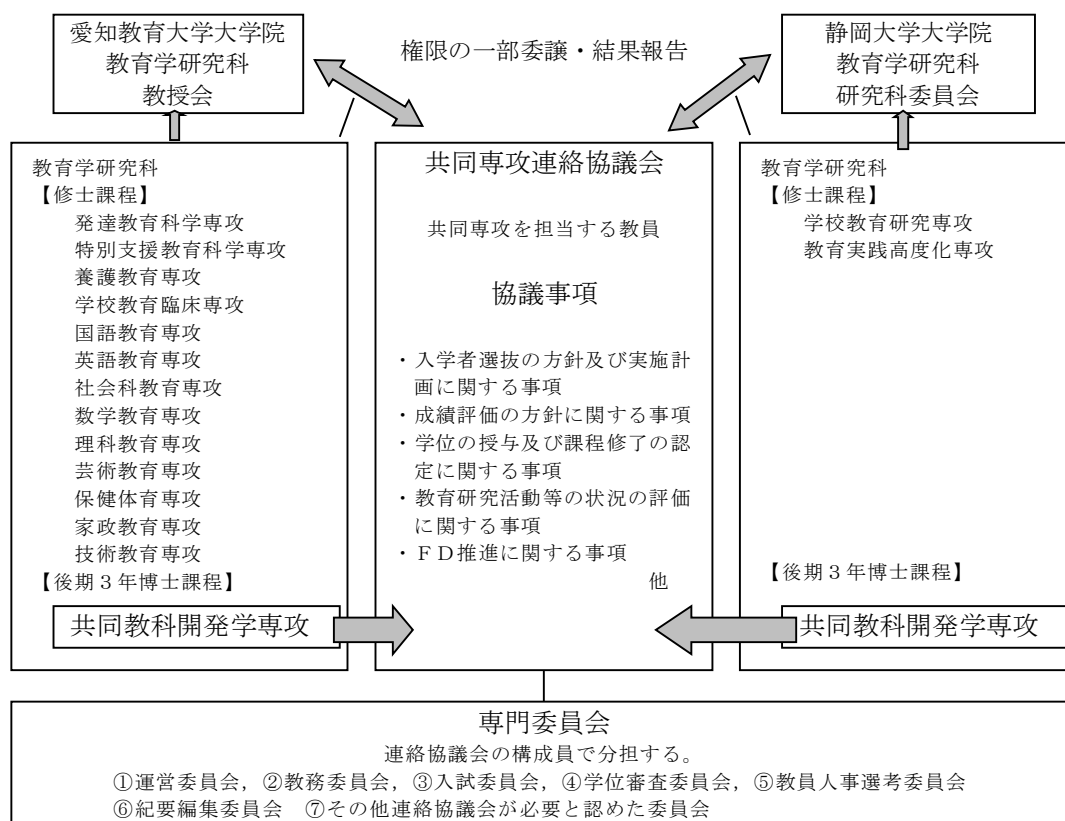 愛知教育大学大学院
教育学研究科
教授会
権限の一部委譲・結果報告
静岡大学大学院
教育学研究科
研究科委員会
教育学研究科
【修士課程】
発達教育科学専攻
特別支援教育科学専攻
養護教育専攻
学校教育臨床専攻
国語教育専攻
英語教育専攻
社会科教育専攻
数学教育専攻
理科教育専攻
芸術教育専攻
保健体育専攻
家政教育専攻
技術教育専攻
【後期３年博士課程】
共同教科開発学専攻
共同専攻連絡協議会
共同専攻を担当する教員
協議事項
・入学者選抜の方針及び実施計
画に関する事項
・成績評価の方針に関する事項
・学位の授与及び課程修了の認
定に関する事項
・教育研究活動等の状況の評価
に関する事項
・ＦＤ推進に関する事項
他
教育学研究科
【修士課程】
学校教育研究専攻
教育実践高度化専攻
【後期３年博士課程】
共同教科開発学専攻
専門委員会
連絡協議会の構成員で分担する。
①運営委員会，②教務委員会，③入試委員会，④学位審査委員会，⑤教員人事選考委員会
⑥紀要編集委員会　⑦その他連絡協議会が必要と認めた委員会